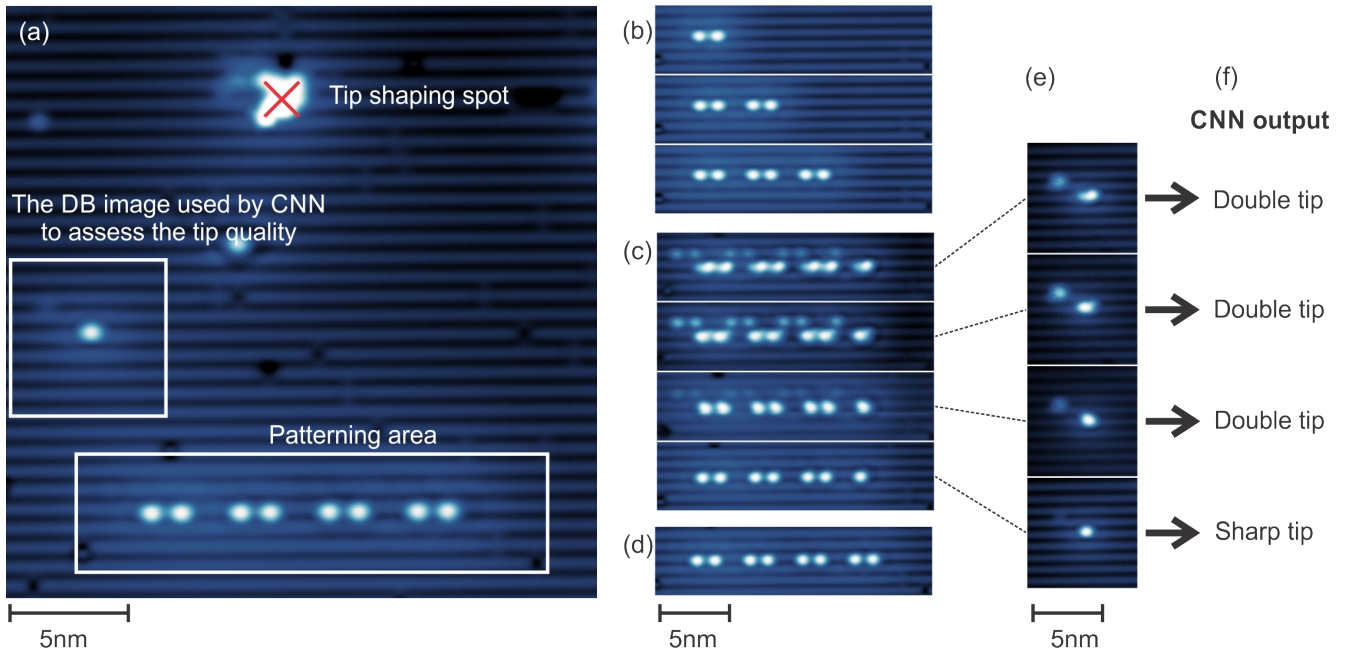 (a)
Tip shaping spot
The DB image used by CNN
to assess the tip quality
Patterning area
5nm
(b)
(c)
(d)
5nm
(e)
5nm
(f)
CNN output
Double tip
Double tip
Double tip
Sharp tip